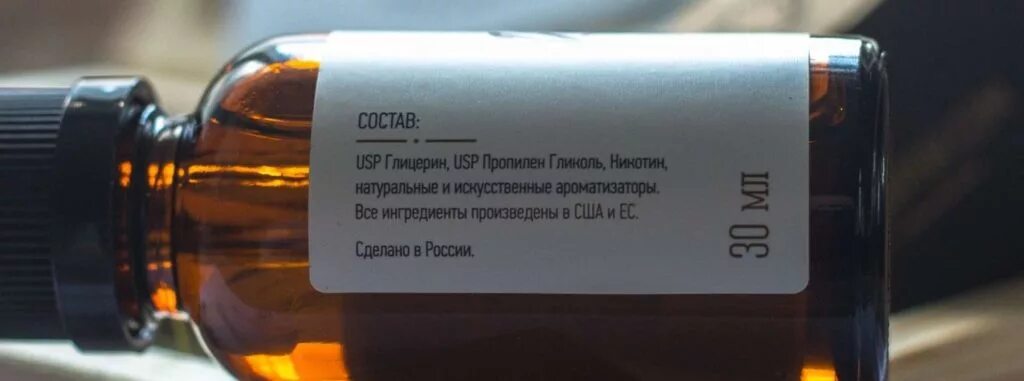 СОСТАВ:
USP Глицерин, USP Пропилен Гликоль, Никотин,
натуральные и искусственные ароматизаторы.
Все ингредиенты произведены в США и ЕС.
Сделано в России.
30 МЛ